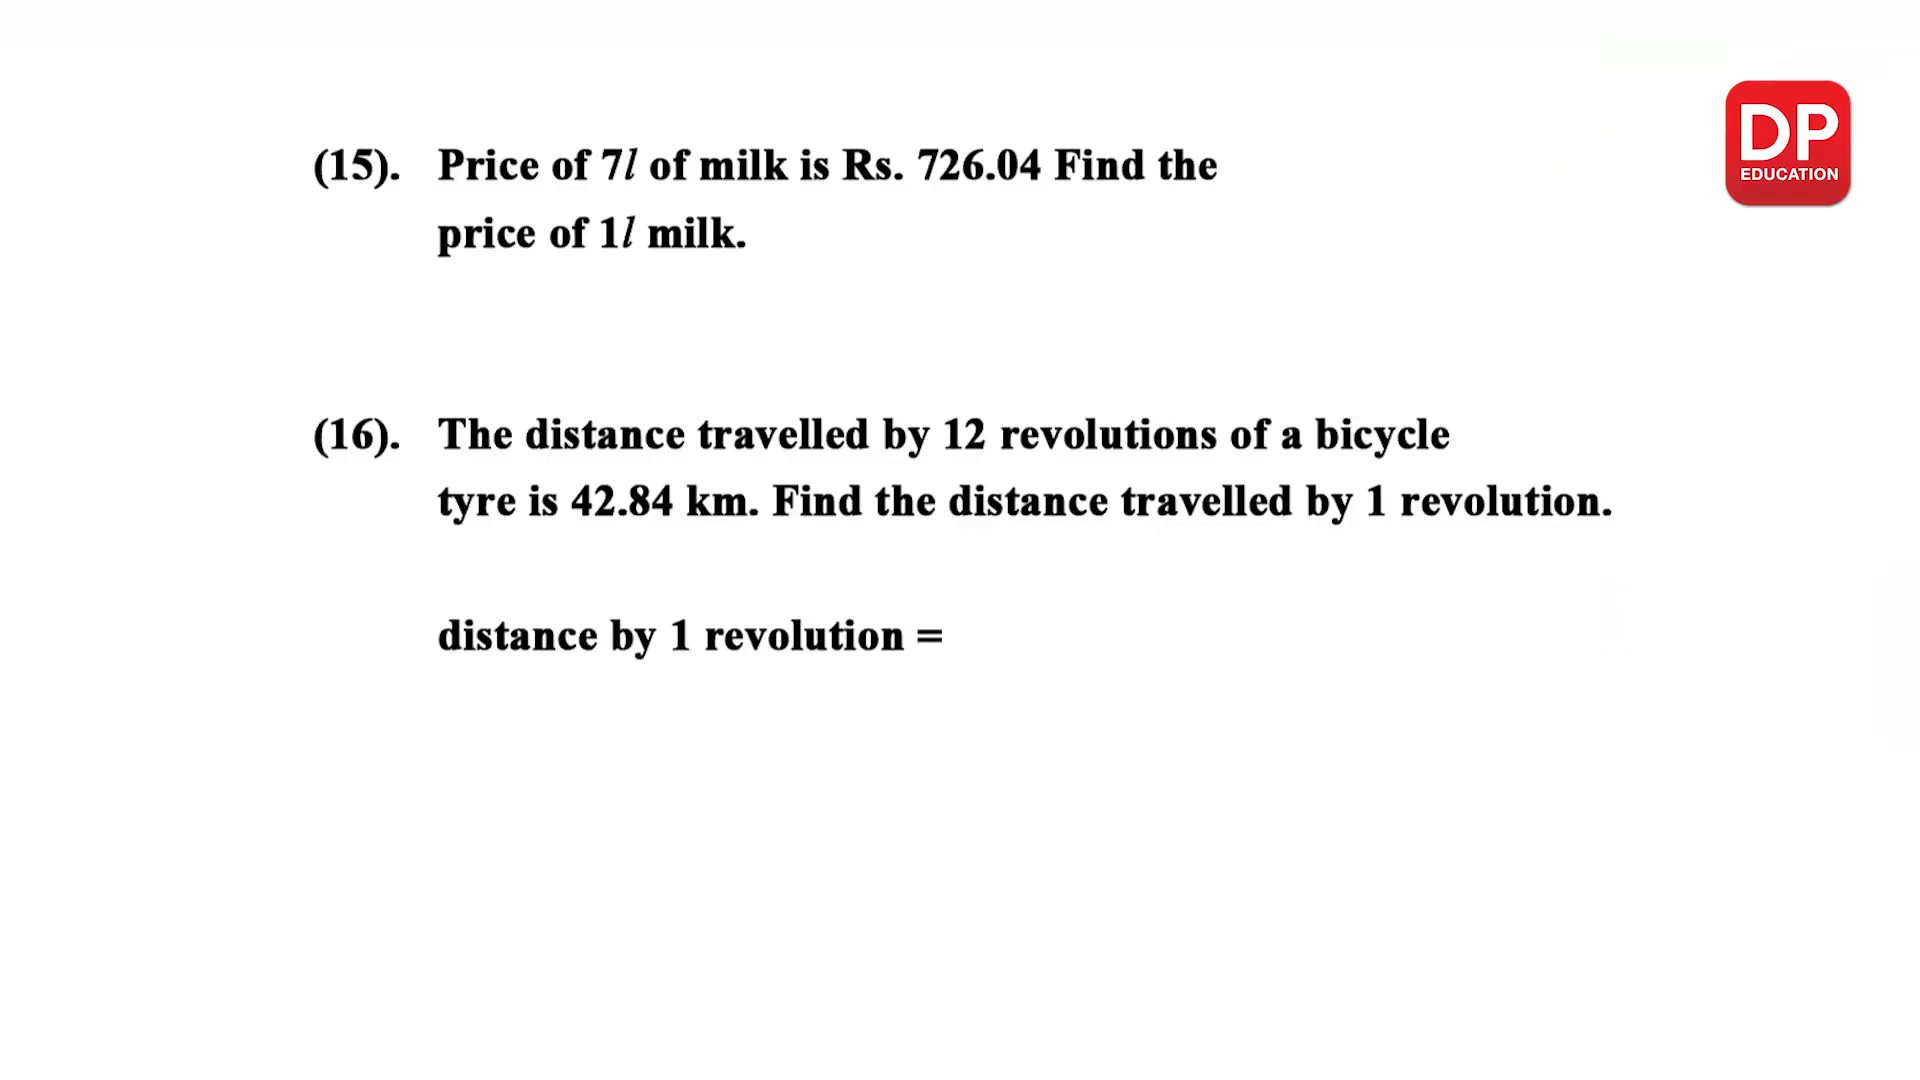 DP
EDUCATION
(15). Price of 7l of milk is Rs. 726.04 Find the
price of 1l milk.
(16). The distance travelled by 12 revolutions of a bicycle
tyre is 42.84 km. Find the distance travelled by 1 revolution.
distance by 1 revolution =